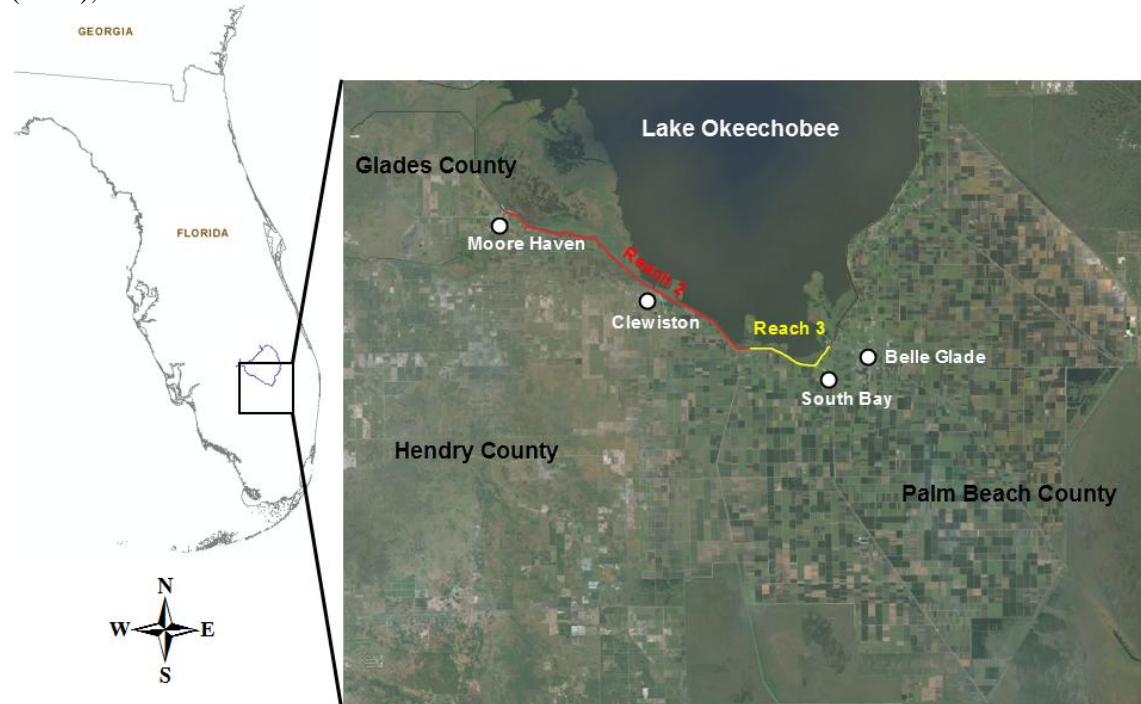 GEORGIA
FLORIDA
Lake Okeechobee
Glades County
Moore Haven
Reach 2
Clewiston
Reach 3
Belle Glade
South Bay
Hendry County
Palm Beach County
N
W E
S